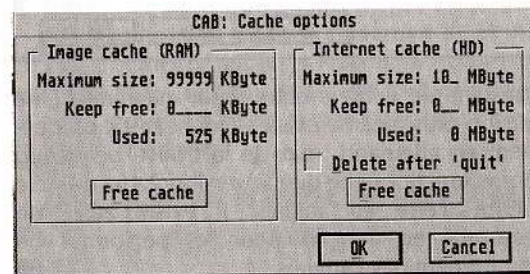 CAB: Cache options
Image cache (RAM)
Maximum size: 99999 KByte
Keep free: 0____ KByte
Used: 525 KByte
Free cache
Internet cache (HD)
Maximum size: 10_ MByte
Keep free: 0__ MByte
Used: 0 MByte
Delete after 'quit'
Free cache
OK
Cancel